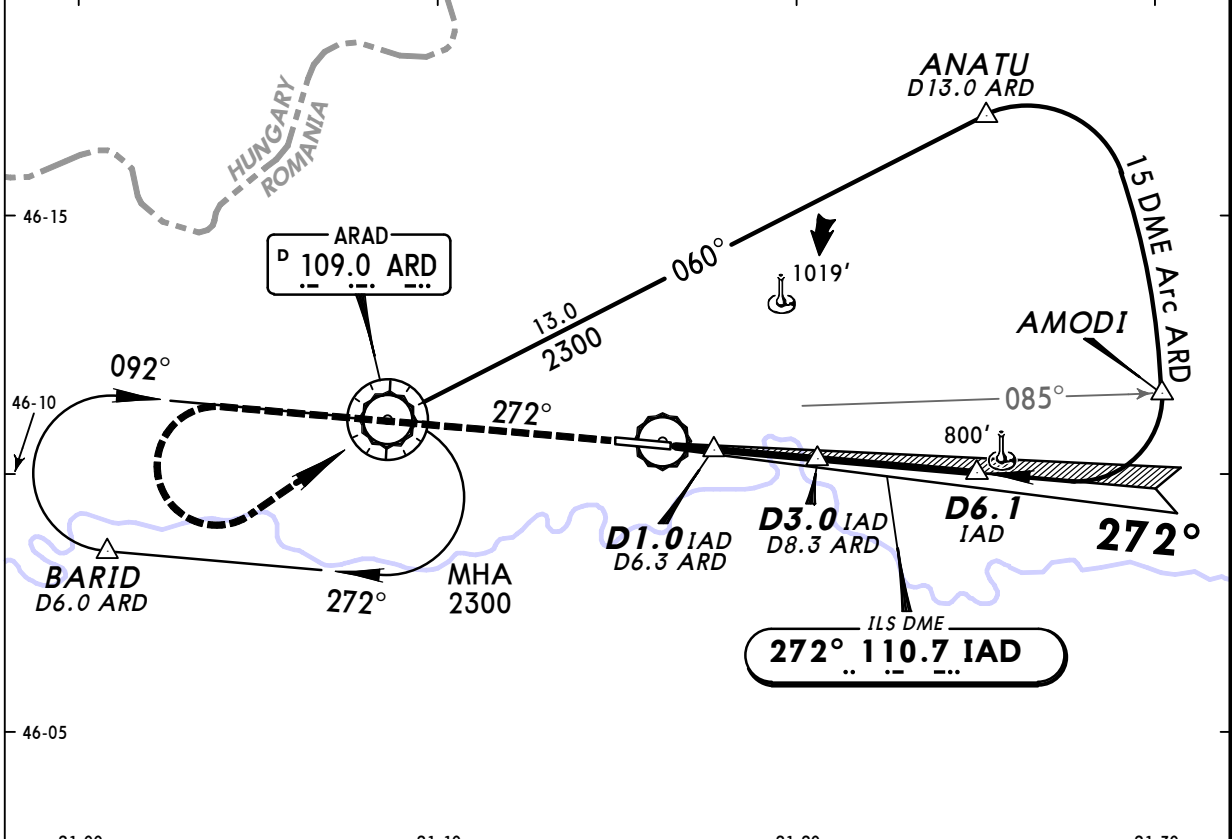 ANATU
D13.0 ARD
HUNGARY
ROMANIA
15 DME Arc ARD
46-15
ARAD
D 109.0 ARD
060°
1019'
13.0
2300
AMODI
092°
46-10
272°
085°
800'
D1.0 IAD
D6.3 ARD
D3.0 IAD
D8.3 ARD
D6.1
IAD
272°
BARID
D6.0 ARD
272°
MHA
2300
ILS DME
272° 110.7 IAD
46-05